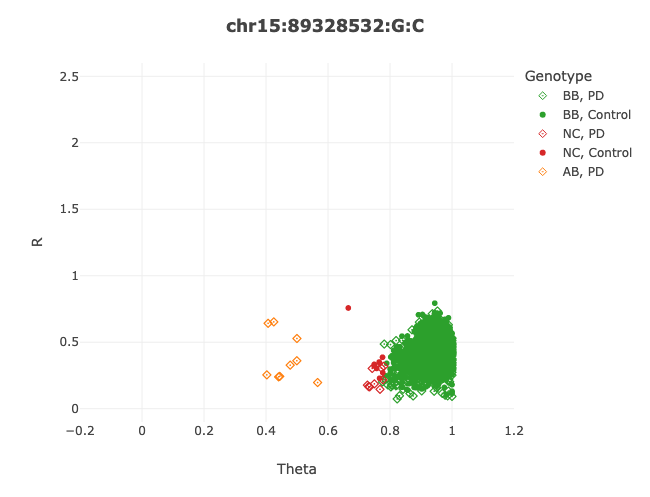 chr15:89328532:G:C
Genotype
BB, PD
BB, Control
NC, PD
NC, Control
AB, PD
R
2.5
2
1.5
1
0.5
0
−0.2 0 0.2 0.4 0.6 0.8 1 1.2
Theta